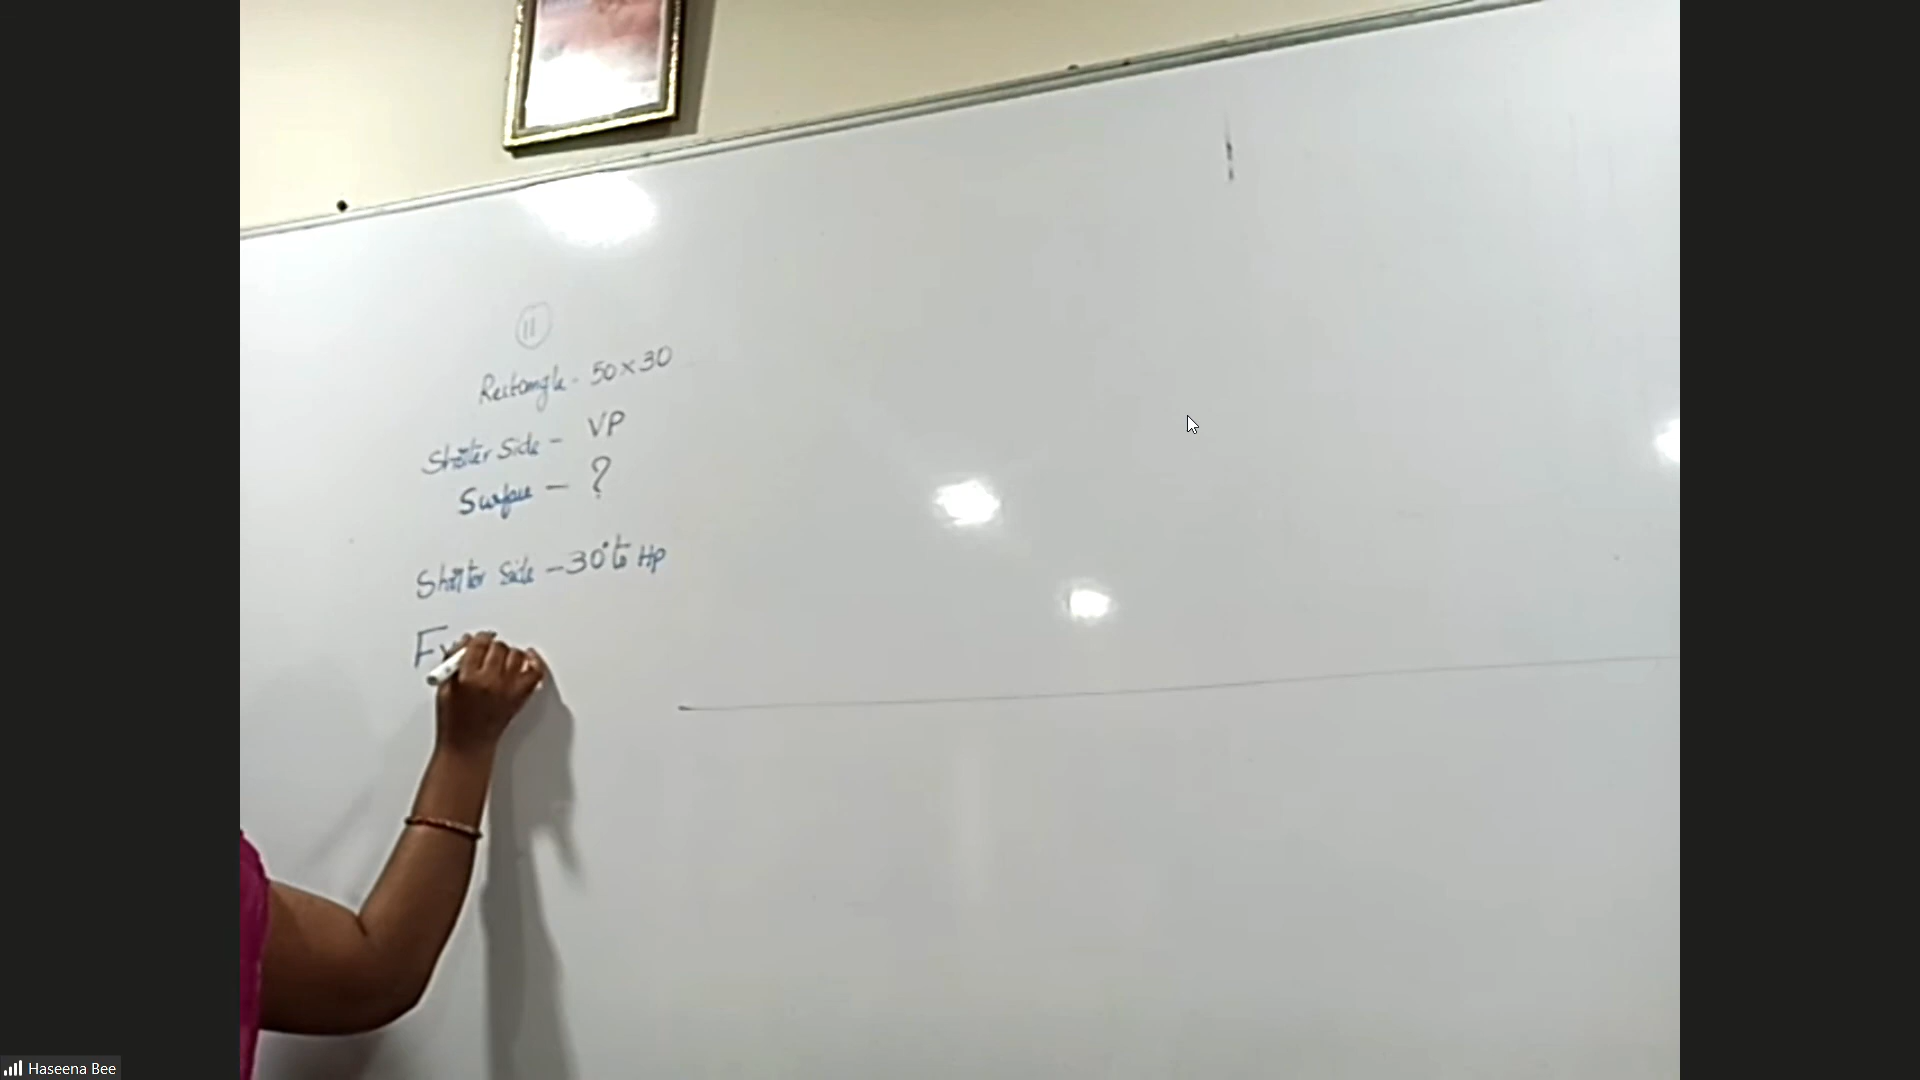 11
Rectangle - 50 x 30
Shorter Side - VP
Surface - ?
Shorter Side - 30° to HP
Haseena Bee